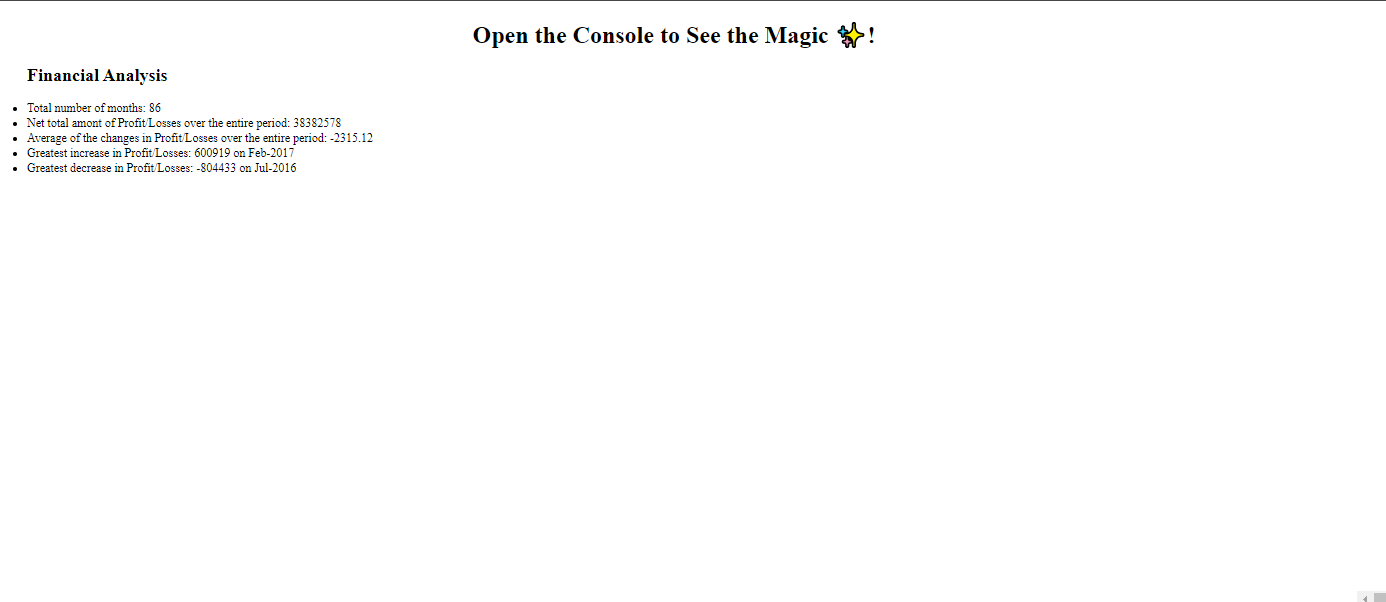 Open the Console to See the Magic ✨!
Financial Analysis
Total number of months: 86
Net total amont of Profit/Losses over the entire period: 38382578
Average of the changes in Profit/Losses over the entire period: -2315.12
Greatest increase in Profit/Losses: 600919 on Feb-2017
Greatest decrease in Profit/Losses: -804433 on Jul-2016